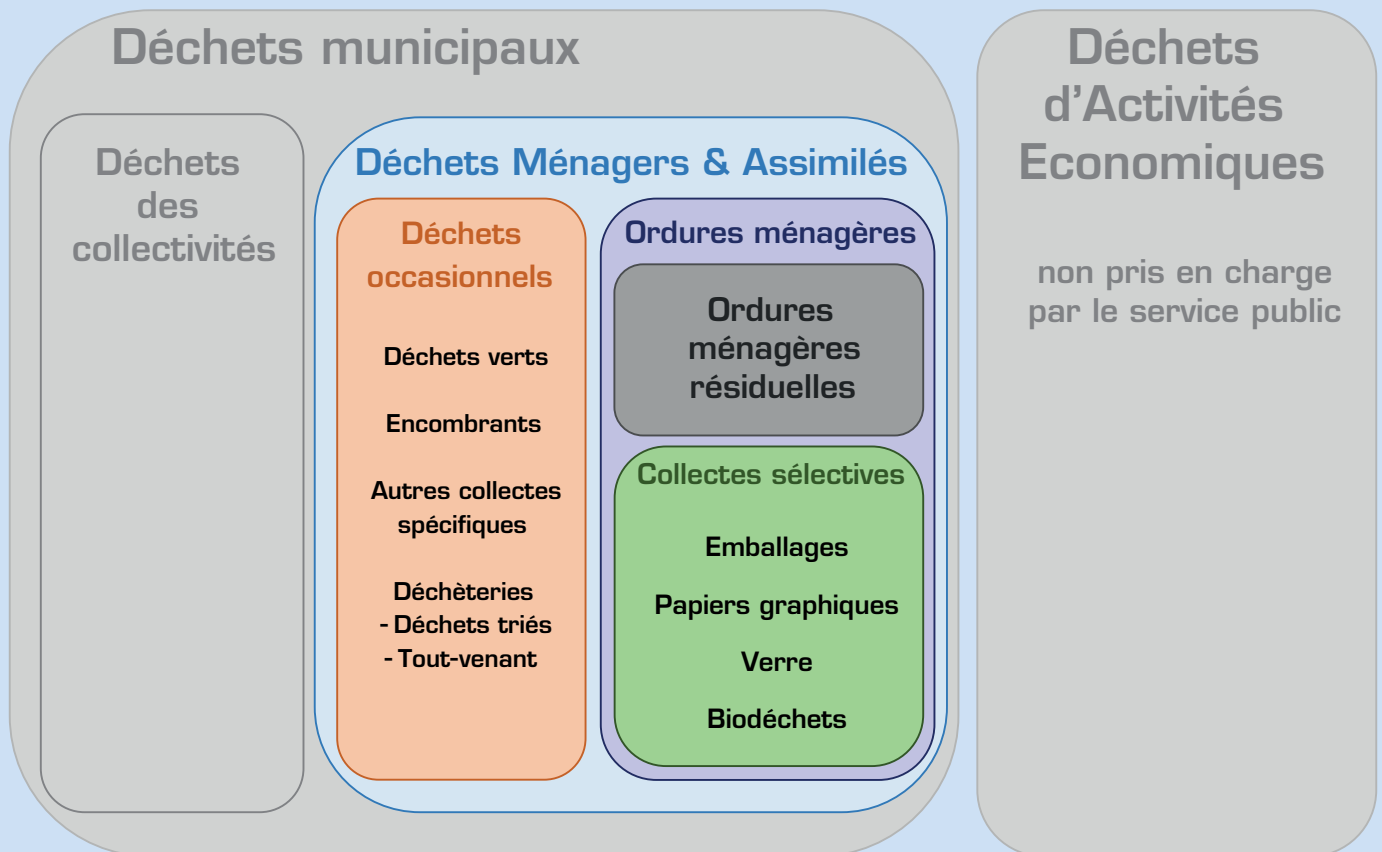 Déchets municipaux
Déchets
des
collectivités
Déchets Ménagers & Assimilés
Déchets
occasionnels
Déchets verts
Encombrants
Autres collectes
spécifiques
Déchèteries
- Déchets triés
- Tout-venant
Ordures ménagères
Ordures
ménagères
résiduelles
Collectes sélectives
Emballages
Papiers graphiques
Verre
Biodéchets
Déchets
d'Activités
Economiques
non pris en charge
par le service public